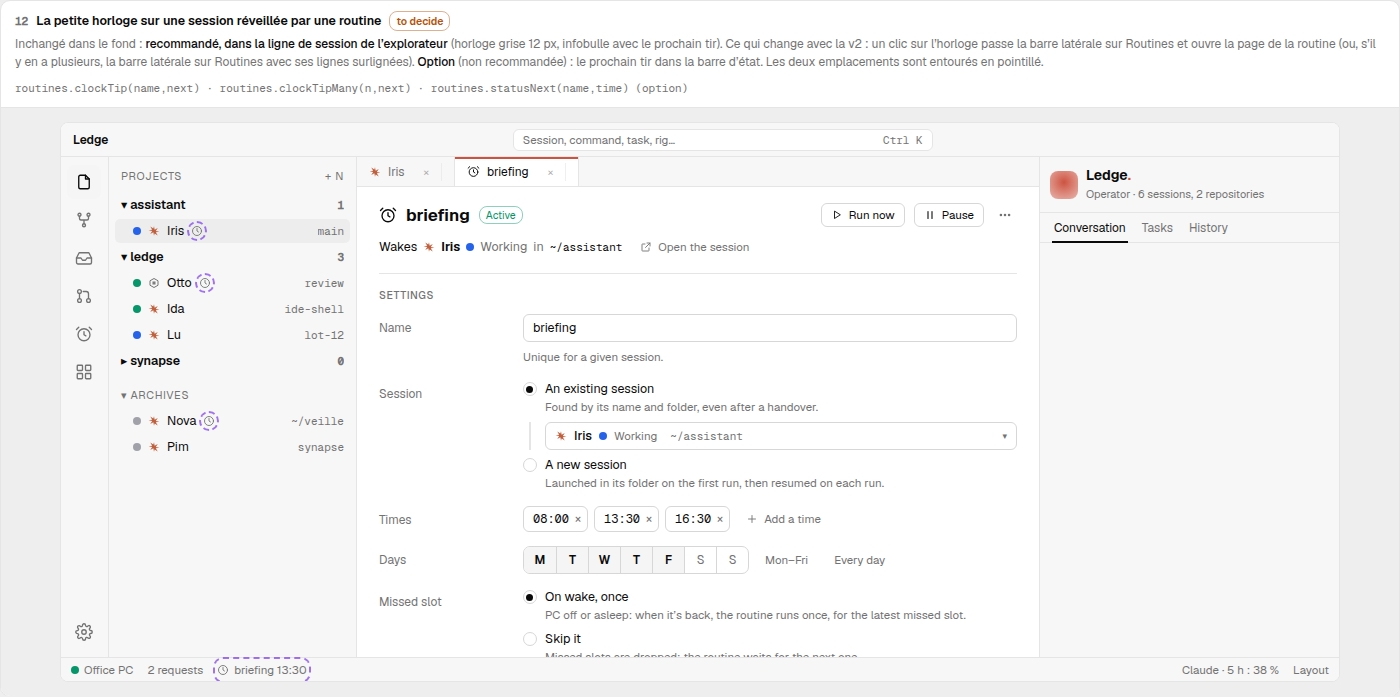 12 La petite horloge sur une session réveillée par une routine to decide
Inchangé dans le fond : recommandé, dans la ligne de session de l'explorateur (horloge grise 12 px, infobulle avec le prochain tir). Ce qui change avec la v2 : un clic sur l'horloge passe la barre latérale sur Routines et ouvre la page de la routine (ou, s'il
y en a plusieurs, la barre latérale sur Routines avec ses lignes surlignées). Option (non recommandée) : le prochain tir dans la barre d'état. Les deux emplacements sont entourés en pointillé.
routines.clockTip(name,next) · routines.clockTipMany(n,next) · routines.statusNext(name,time) (option)
Ledge
Session, command, task, rig… Ctrl K
PROJECTS + N
▾ assistant 1
Iris main
▾ ledge 3
Otto review
Ida ide-shell
Lu lot-12
▸ synapse 0
▾ ARCHIVES
Nova ~/veille
Pim synapse
Iris ×
briefing ×
briefing Active
Run now
Pause
···
Wakes Iris Working in ~/assistant Open the session
SETTINGS
Name briefing
Unique for a given session.
Session An existing session
Found by its name and folder, even after a handover.
Iris Working ~/assistant ▾
A new session
Launched in its folder on the first run, then resumed on each run.
Times 08:00 × 13:30 × 16:30 × + Add a time
Days M T W T F S S Mon–Fri Every day
Missed slot On wake, once
PC off or asleep: when it's back, the routine runs once, for the latest missed slot.
Skip it
Missed slots are dropped: the routine waits for the next one.
Ledge.
Operator · 6 sessions, 2 repositories
Conversation Tasks History
Office PC 2 requests briefing 13:30
Claude · 5 h : 38 % Layout